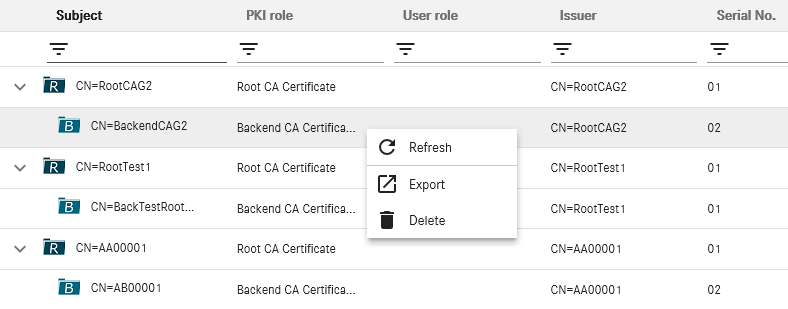 Subject PKI role User role Issuer Serial No.
R CN=RootCAG2 Root CA Certificate CN=RootCAG2 01
B CN=BackendCAG2 Backend CA Certifica... CN=RootCAG2 02
Refresh
R CN=RootTest1 Root CA Certificate CN=RootTest1 01
Export
B CN=BackTestRoot... Backend CA Certifica... CN=RootTest1 01
Delete
R CN=AA00001 Root CA Certificate CN=AA00001 01
B CN=AB00001 Backend CA Certifica... CN=AA00001 02